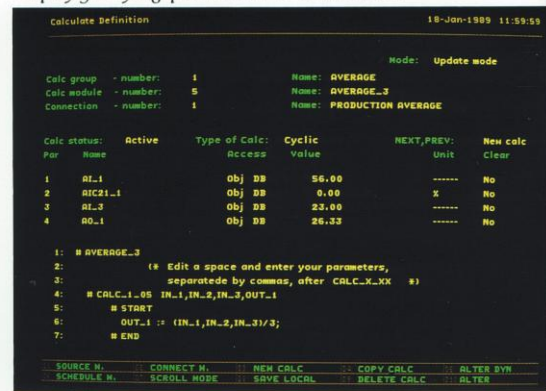 Calculate Definition 18-Jan-1989 11:59:59
Mode: Update mode
Calc group - number: 1 Name: AVERAGE
Calc module - number: 5 Name: AVERAGE_3
Connection - number: 1 Name: PRODUCTION AVERAGE
Calc status: Active Type of Calc: Cyclic NEXT,PREV: New calc
Par Name Access Value Unit Clear
1 AI_1 Obj DB 56.00 ------ No
2 AIC21_1 Obj DB 0.00 % No
3 AI_3 Obj DB 23.00 ------ No
4 AO_1 Obj DB 26.33 ------ No
1: # AVERAGE_3
2: (* Edit a space and enter your parameters,
3: separatede by commas, after CALC_X_XX *)
4: # CALC_1_05 IN_1,IN_2,IN_3,OUT_1
5: # START
6: OUT_1 := (IN_1,IN_2,IN_3)/3;
7: # END
SOURCE M. CONNECT M. NEW CALC COPY CALC ALTER DYN
SCHEDULE M. SCROLL MODE SAVE LOCAL DELETE CALC ALTER